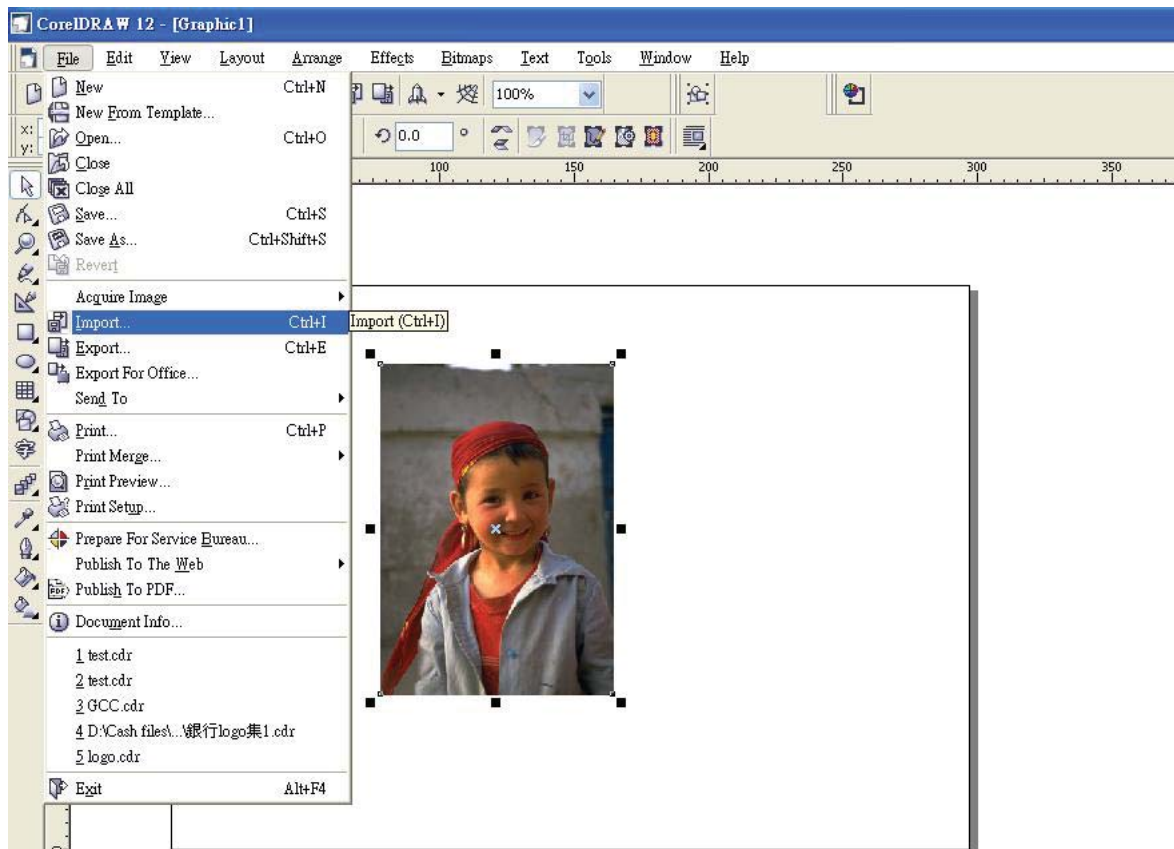 CorelDRAW 12 - [Graphic1]
File Edit View Layout Arrange Effects Bitmaps Text Tools Window Help
New Ctrl+N
100%
New From Template...
x:
y:
Open... Ctrl+O
0.0 °
Close
100 150 200 250 300 350
Close All
Save... Ctrl+S
Save As... Ctrl+Shift+S
Revert
Acquire Image
Import... Ctrl+I
Import (Ctrl+I)
Export... Ctrl+E
Export For Office...
Send To
Print... Ctrl+P
Print Merge...
Print Preview...
字
Print Setup...
Prepare For Service Bureau...
Publish To The Web
PDF
Publish To PDF...
Document Info...
1 test.cdr
2 test.cdr
3 GCC.cdr
4 D:\Cash files\...\銀行logo集1.cdr
5 logo.cdr
Exit Alt+F4